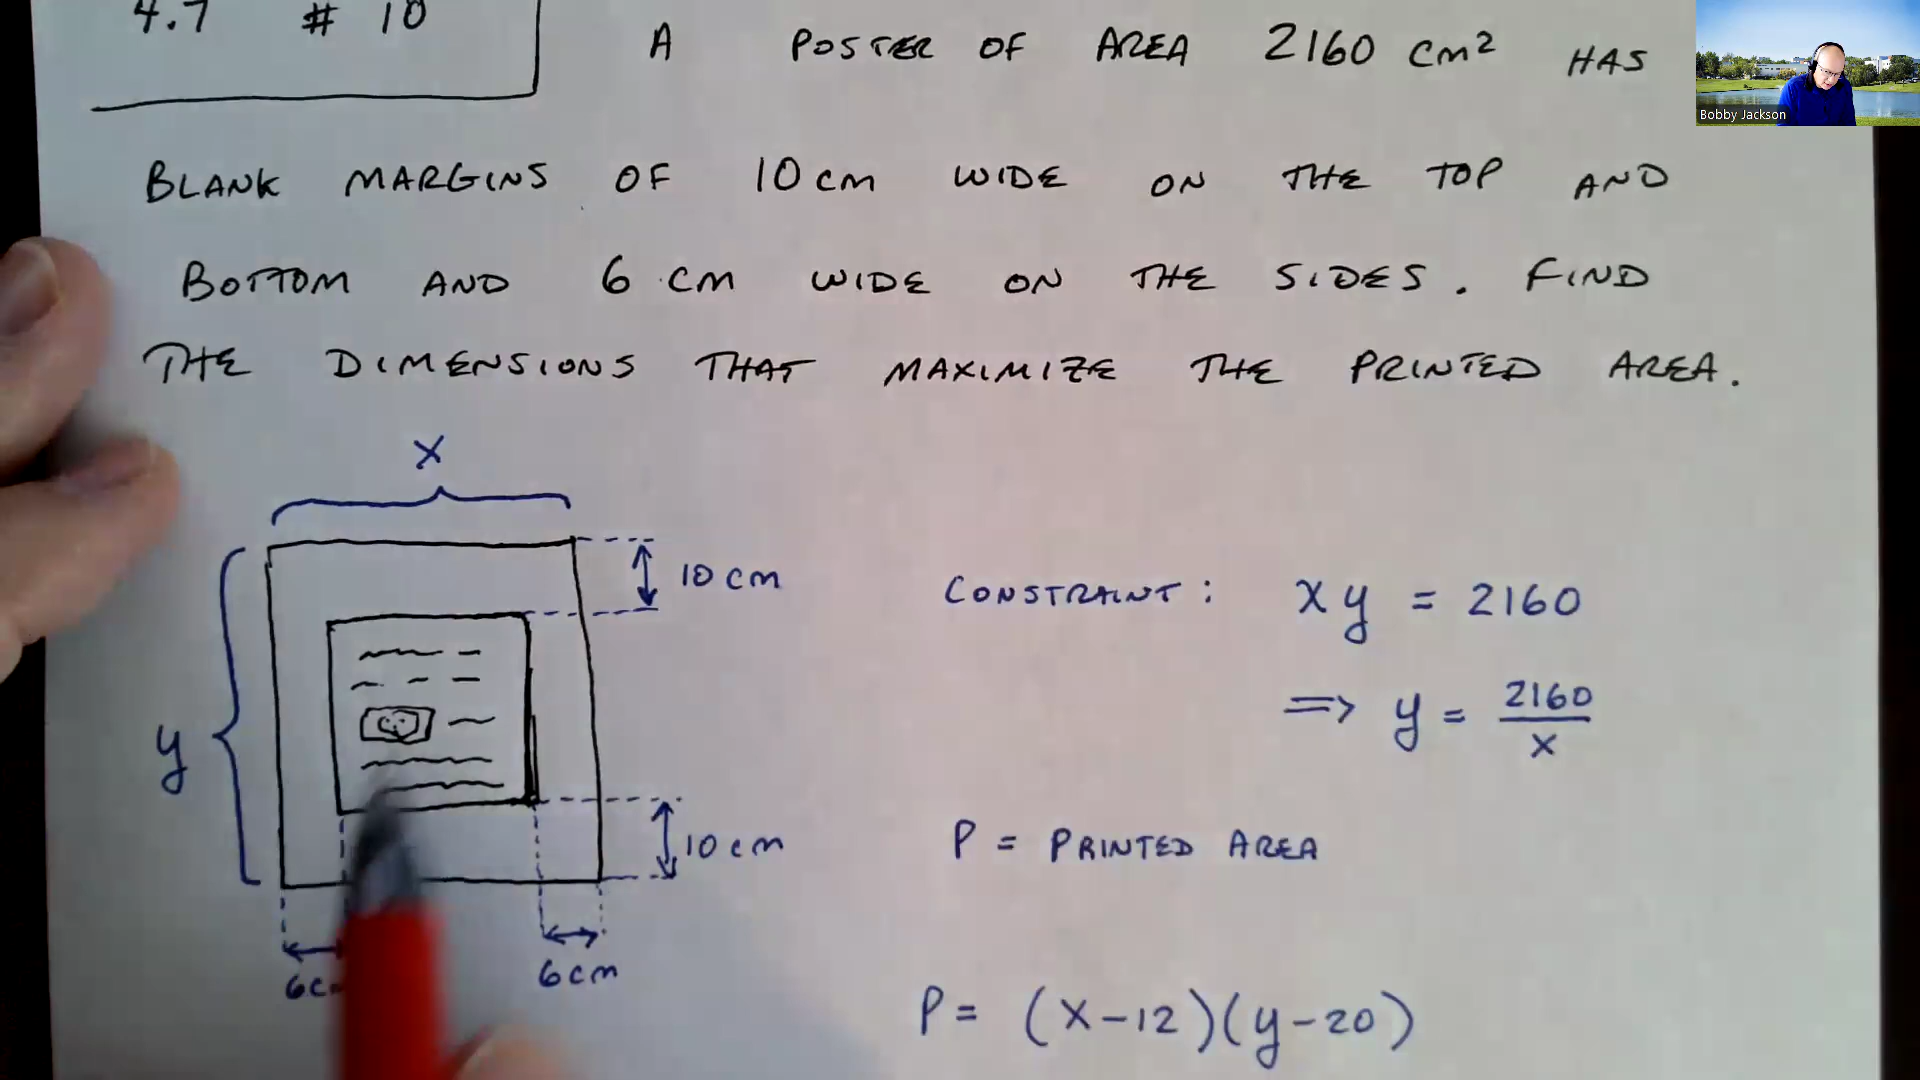 4.7 # 10
A POSTER OF AREA 2160 cm² HAS
BLANK MARGINS OF 10 cm WIDE ON THE TOP AND
BOTTOM AND 6 cm WIDE ON THE SIDES. FIND
THE DIMENSIONS THAT MAXIMIZE THE PRINTED AREA.
Bobby Jackson
x
10 cm
CONSTRAINT: xy = 2160
=> y = 2160/x
y
10 cm
P = PRINTED AREA
6cm
P = (x-12)(y-20)